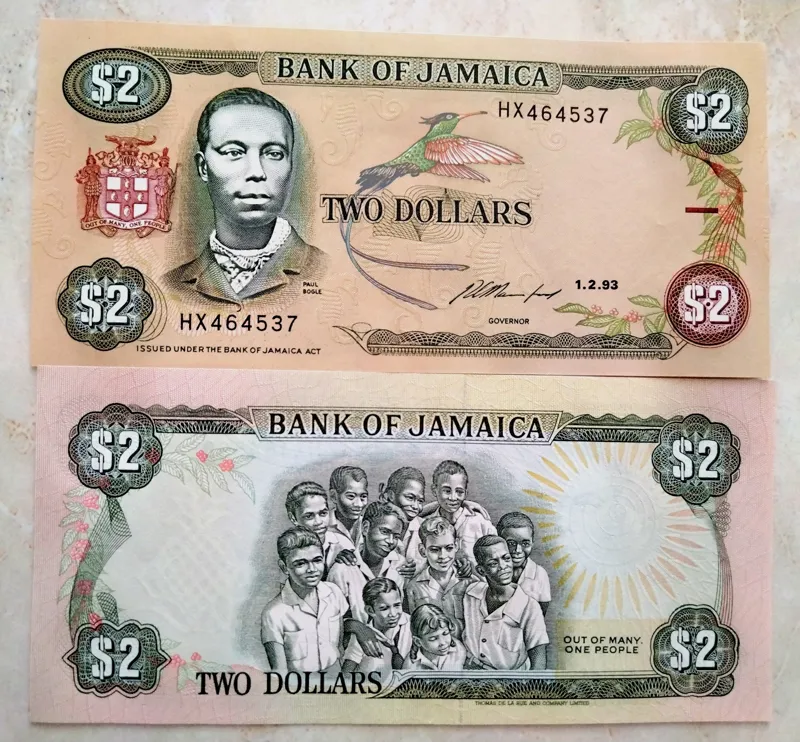 $2
BANK OF JAMAICA
HX464537
$2
OUT OF MANY, ONE PEOPLE
TWO DOLLARS
PAUL
BOGLE
1.2.93
$2
HX464537
GOVERNOR
$2
ISSUED UNDER THE BANK OF JAMAICA ACT
BANK OF JAMAICA
$2
$2
OUT OF MANY,
ONE PEOPLE
$2
TWO DOLLARS
$2
THOMAS DE LA RUE AND COMPANY LIMITED